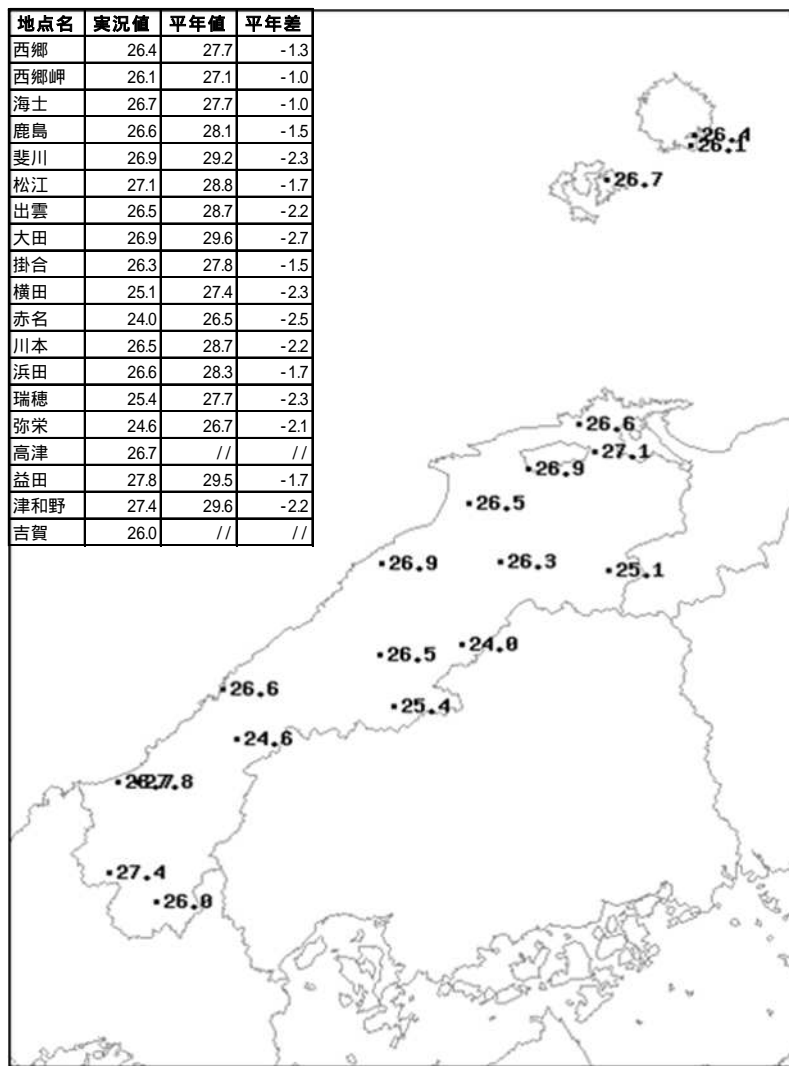 地点名 実況値 平年値 平年差
西郷 26.4 27.7 -1.3
西郷岬 26.1 27.1 -1.0
海士 26.7 27.7 -1.0
鹿島 26.6 28.1 -1.5
斐川 26.9 29.2 -2.3
松江 27.1 28.8 -1.7
出雲 26.5 28.7 -2.2
大田 26.9 29.6 -2.7
掛合 26.3 27.8 -1.5
横田 25.1 27.4 -2.3
赤名 24.0 26.5 -2.5
川本 26.5 28.7 -2.2
浜田 26.6 28.3 -1.7
瑞穂 25.4 27.7 -2.3
弥栄 24.6 26.7 -2.1
高津 26.7 // //
益田 27.8 29.5 -1.7
津和野 27.4 29.6 -2.2
吉賀 26.0 // //
26.4
26.1
26.7
26.6
27.1
26.9
26.5
26.9
26.3
25.1
24.0
26.5
26.6
25.4
24.6
26.7
27.8
27.4
26.0